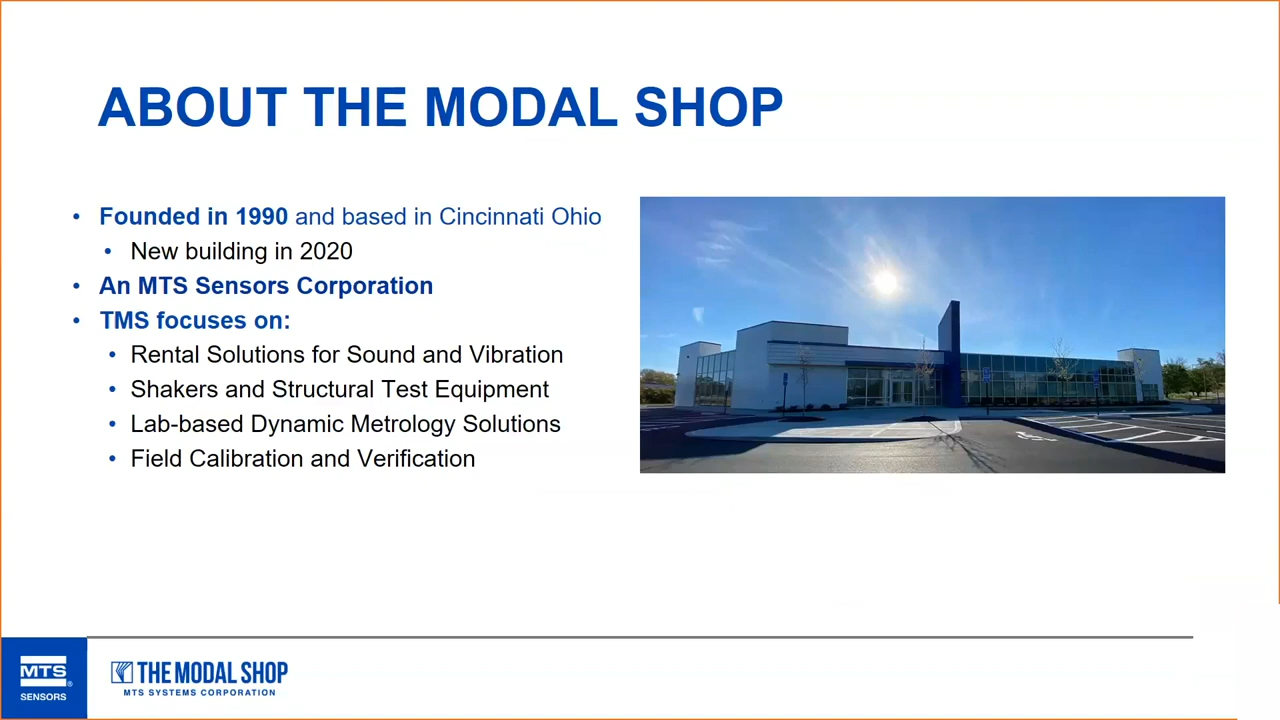 ABOUT THE MODAL SHOP
• Founded in 1990 and based in Cincinnati Ohio
• New building in 2020
• An MTS Sensors Corporation
• TMS focuses on:
• Rental Solutions for Sound and Vibration
• Shakers and Structural Test Equipment
• Lab-based Dynamic Metrology Solutions
• Field Calibration and Verification
MTS®
SENSORS
THE MODAL SHOP
MTS SYSTEMS CORPORATION